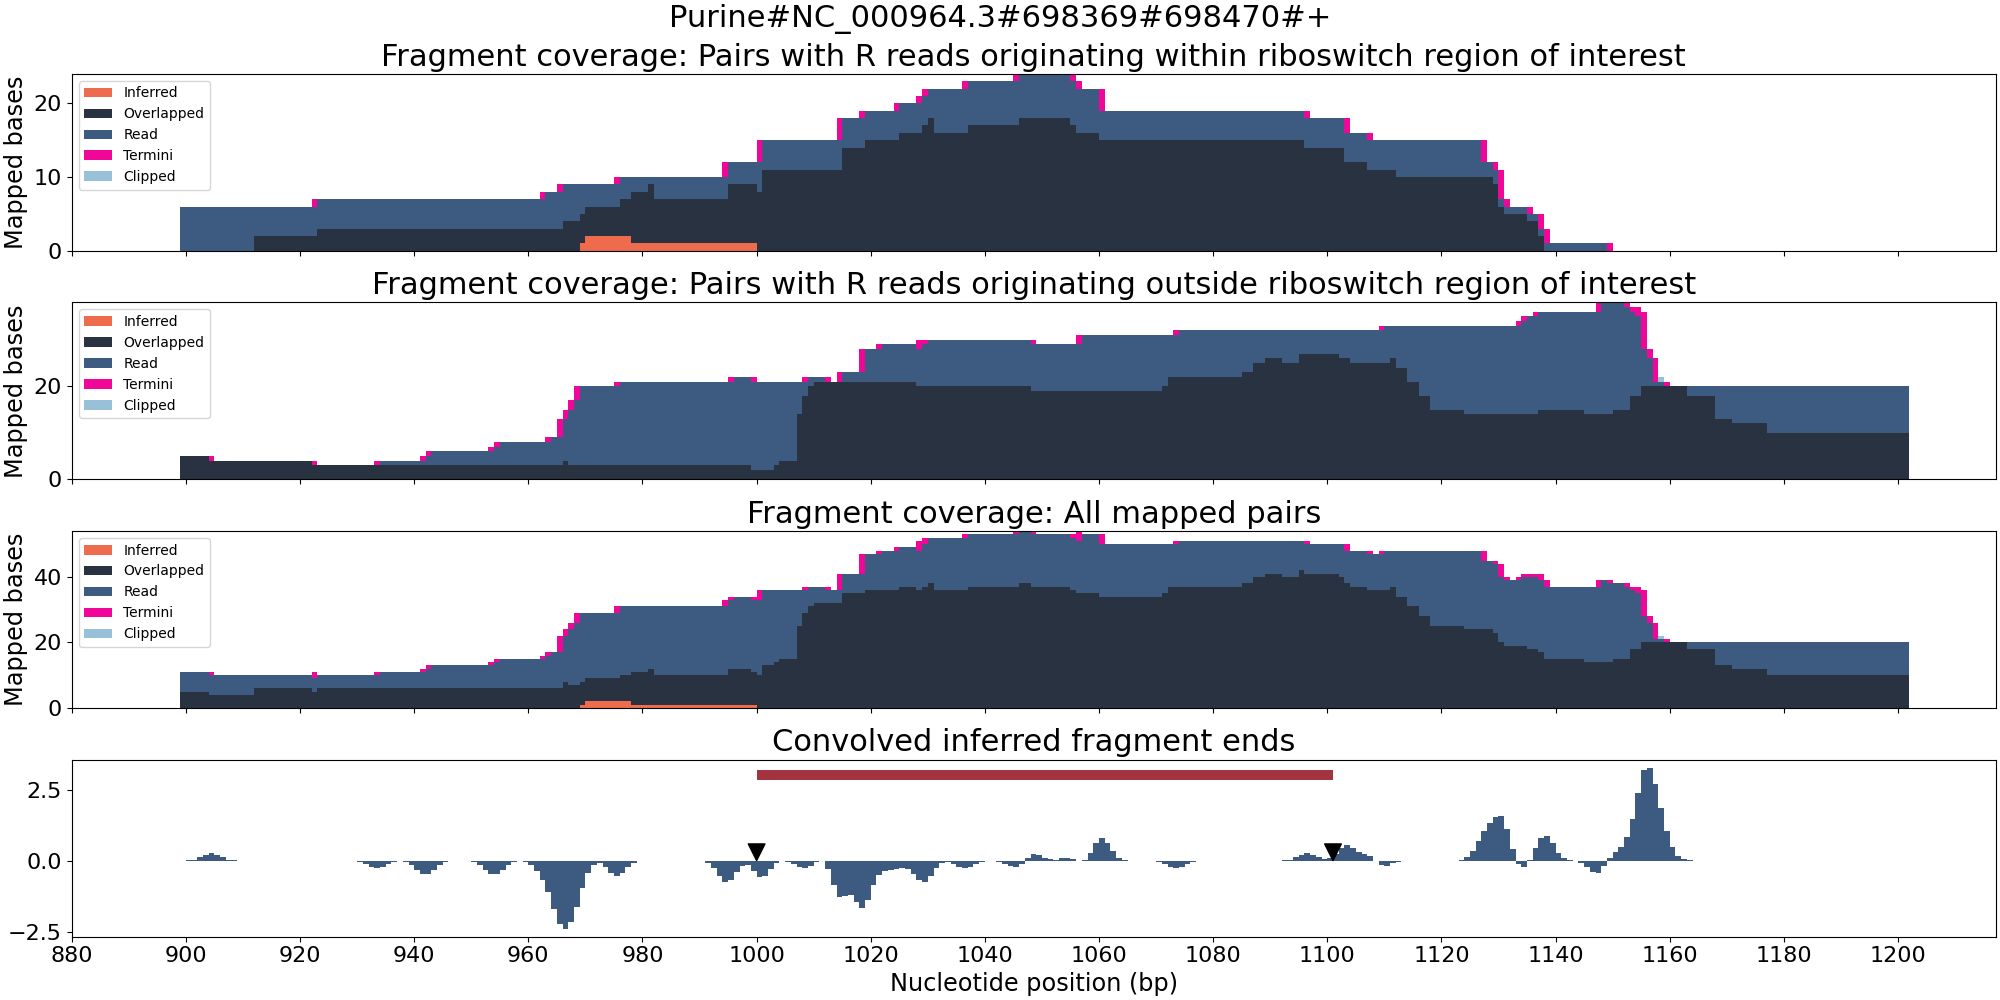 Purine#NC_000964.3#698369#698470#+
Fragment coverage: Pairs with R reads originating within riboswitch region of interest
Mapped bases
20
10
0
Inferred
Overlapped
Read
Termini
Clipped
Fragment coverage: Pairs with R reads originating outside riboswitch region of interest
Mapped bases
20
0
Inferred
Overlapped
Read
Termini
Clipped
Fragment coverage: All mapped pairs
Mapped bases
40
20
0
Inferred
Overlapped
Read
Termini
Clipped
Convolved inferred fragment ends
2.5
0.0
−2.5
880 900 920 940 960 980 1000 1020 1040 1060 1080 1100 1120 1140 1160 1180 1200
Nucleotide position (bp)